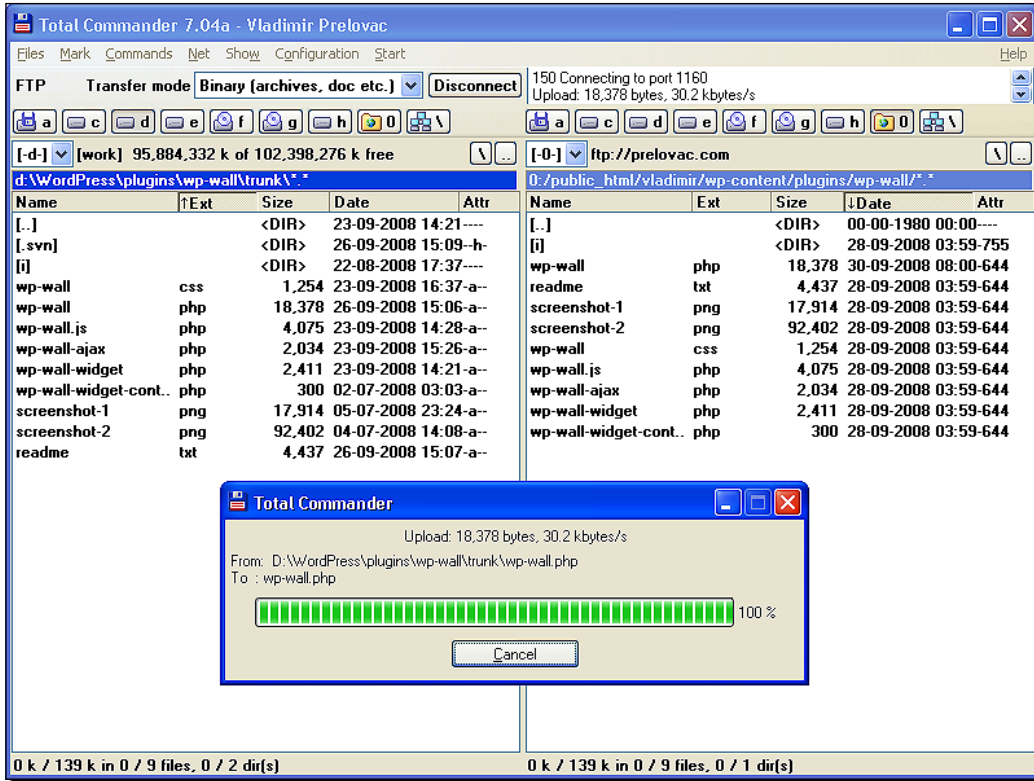 Total Commander 7.04a - Vladimir Prelovac
Files Mark Commands Net Show Configuration Start Help
FTP Transfer mode Binary (archives, doc etc.) Disconnect
150 Connecting to port 1160
Upload: 18,378 bytes, 30.2 kbytes/s
a c d e f g h 0 \
a c d e f g h 0 \
[-d-] [work] 95,884,332 k of 102,398,276 k free \ ..
[-0-] ftp://prelovac.com \ ..
d:\WordPress\plugins\wp-wall\trunk\*.*
Name ↑Ext Size Date Attr
[..] <DIR> 23-09-2008 14:21----
[.svn] <DIR> 26-09-2008 15:09--h-
[i] <DIR> 22-08-2008 17:37----
wp-wall css 1,254 23-09-2008 16:37-a--
wp-wall php 18,378 26-09-2008 15:06-a--
wp-wall.js php 4,075 23-09-2008 14:28-a--
wp-wall-ajax php 2,034 23-09-2008 15:26-a--
wp-wall-widget php 2,411 23-09-2008 14:21-a--
wp-wall-widget-cont.. php 300 02-07-2008 03:03-a--
screenshot-1 png 17,914 05-07-2008 23:24-a--
screenshot-2 png 92,402 04-07-2008 14:08-a--
readme txt 4,437 26-09-2008 15:07-a--
0:/public_html/vladimir/wp-content/plugins/wp-wall/*.*
Name Ext Size ↓Date Attr
[..] <DIR> 00-00-1980 00:00----
[i] <DIR> 28-09-2008 03:59-755
wp-wall php 18,378 30-09-2008 08:00-644
readme txt 4,437 28-09-2008 03:59-644
screenshot-1 png 17,914 28-09-2008 03:59-644
screenshot-2 png 92,402 28-09-2008 03:59-644
wp-wall css 1,254 28-09-2008 03:59-644
wp-wall.js php 4,075 28-09-2008 03:59-644
wp-wall-ajax php 2,034 28-09-2008 03:59-644
wp-wall-widget php 2,411 28-09-2008 03:59-644
wp-wall-widget-cont.. php 300 28-09-2008 03:59-644
Total Commander
Upload: 18,378 bytes, 30.2 kbytes/s
From: D:\WordPress\plugins\wp-wall\trunk\wp-wall.php
To : wp-wall.php
100 %
Cancel
0 k / 139 k in 0 / 9 files, 0 / 2 dir(s)
0 k / 139 k in 0 / 9 files, 0 / 1 dir(s)